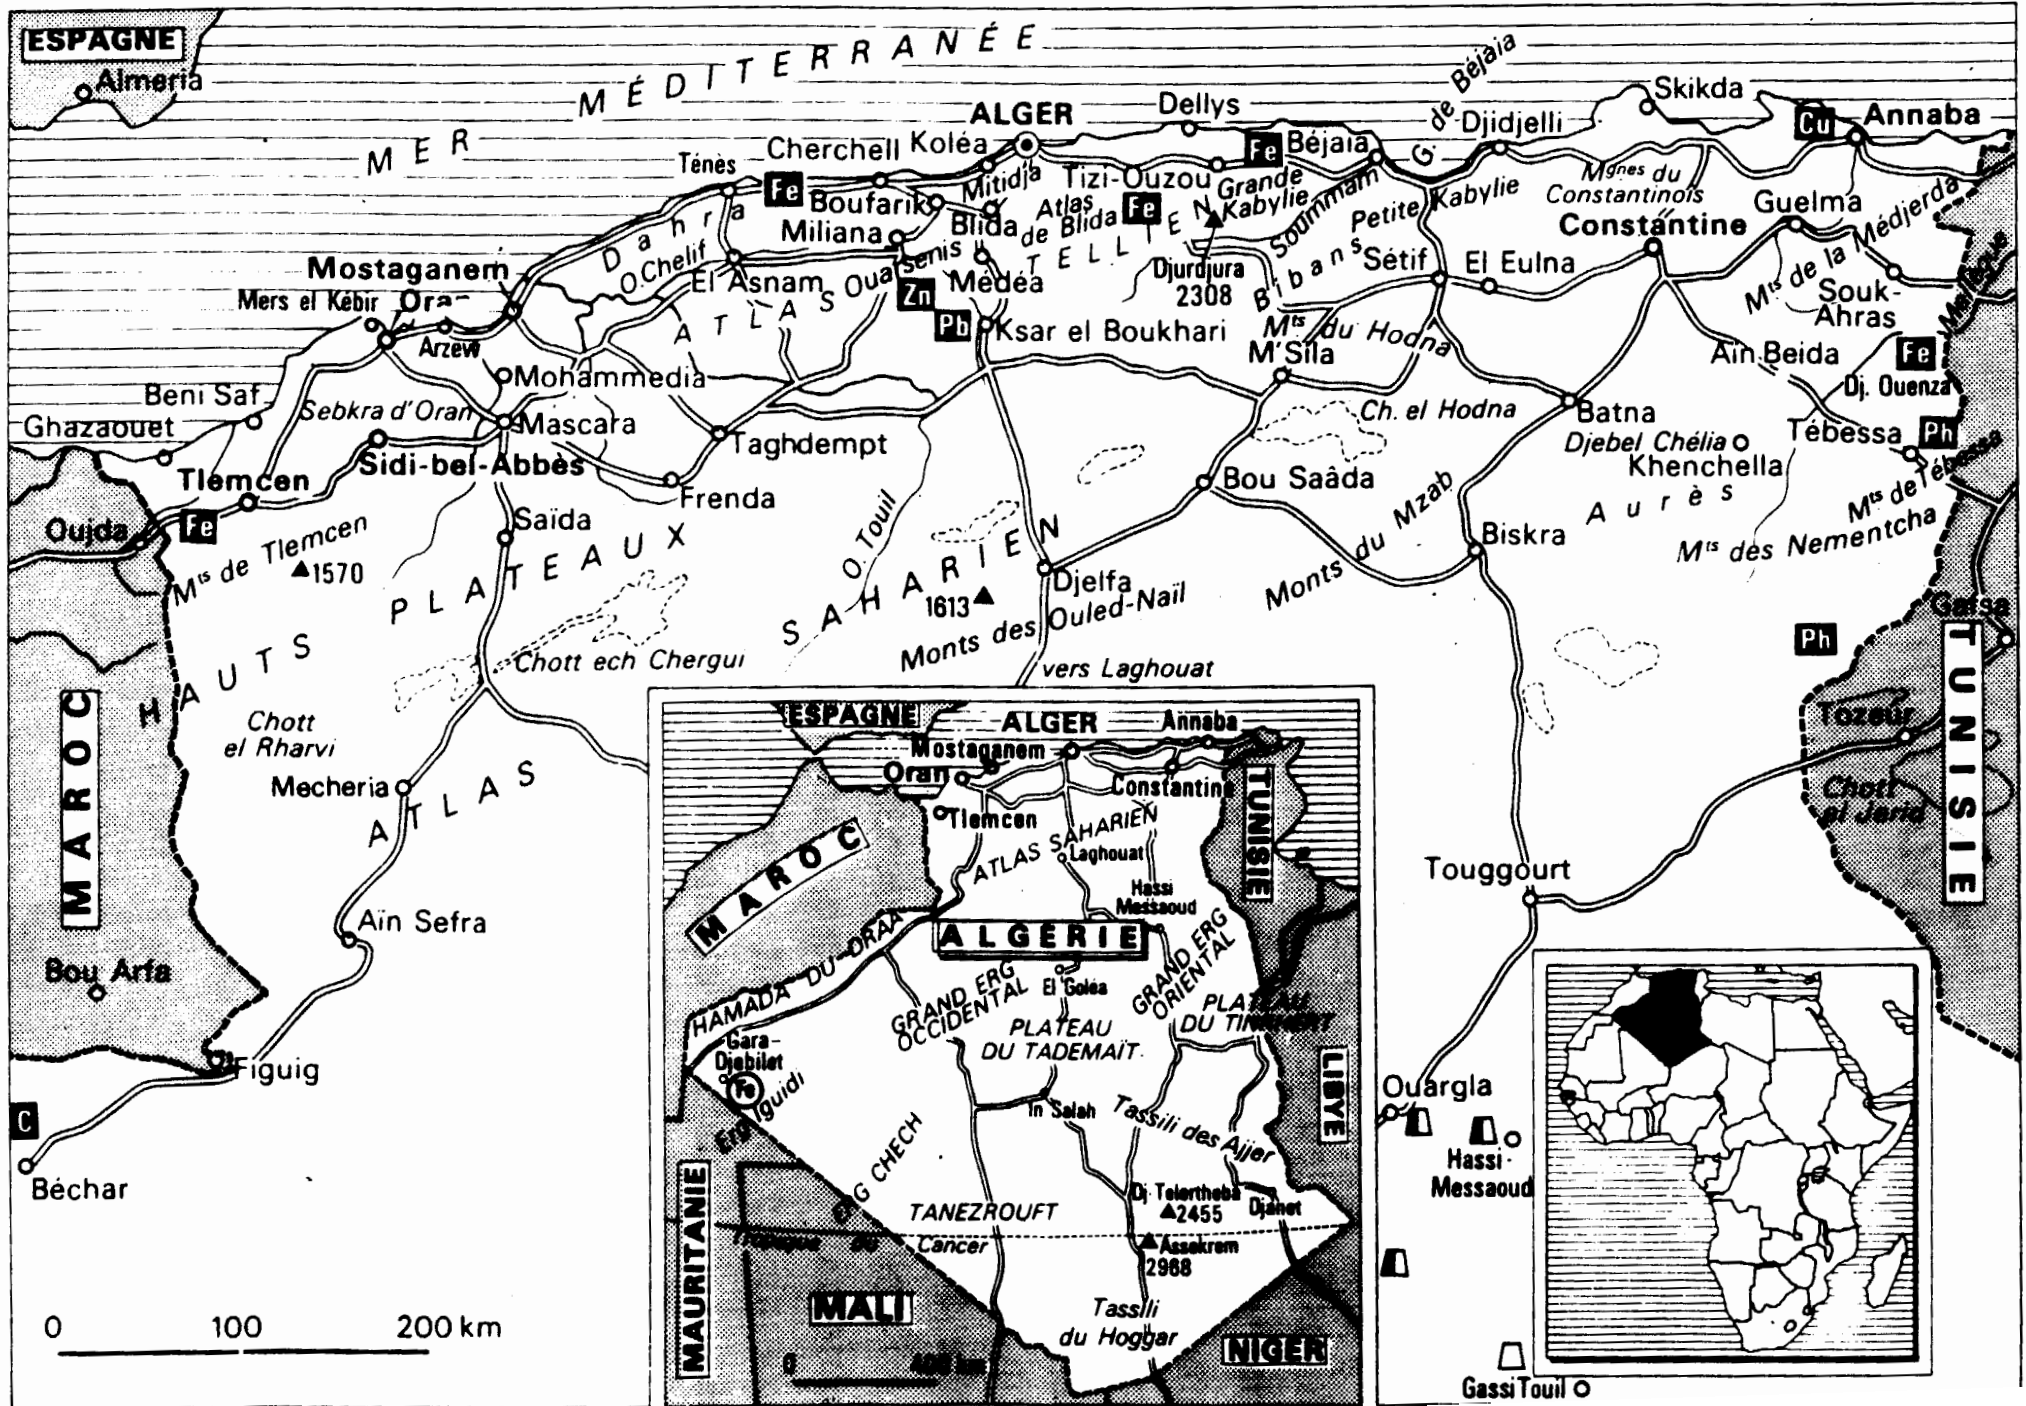 ESPAGNE
Almeria
MER MÉDITERRANÉE
ALGER
Dellys
G. de Béjaia
Skikda
Cu
Annaba
Djidjelli
Cherchell
Koléa
Fe
Béjaia
Ténès
Fe
Mitidja
Tizi-Ouzou
Grande
Kabylie
Mgnes du
Constantinois
Boufarik
Atlas
de Blida
Fe
Soummam
Petite Kabylie
Guelma
Miliana
Blida
Constantine
Mts de la Médjerda
Dahra
O.Chelif
Ouarsenis
ATLAS TELLIEN
Djurdjura
2308
Bibans
Sétif
El Eulna
Mostaganem
El Asnam
Médéa
Souk-
Ahras
Mellègue
Mers el Kébir
Zn
Pb
Ksar el Boukhari
Mts du Hodna
Arzew
M'Sila
Aïn Beida
Fe
Dj. Ouenza
Mohammedia
Beni Saf
Sebkra d'Oran
Mascara
Ch. el Hodna
Batna
Ghazaouet
Taghdempt
Djebel Chélia
Khenchella
Tébessa
Ph
Sidi-bel-Abbès
Tlemcen
Frenda
Bou Saâda
Mts de Tébessa
Aurès
Oujda
Fe
Saïda
O. Touil
Monts du Mzab
Biskra
Mts des Nementcha
Mts de Tlemcen
1570
HAUTS PLATEAUX
Djelfa
1613
Monts des Ouled-Naïl
Gafsa
ATLAS SAHARIEN
Chott ech Chergui
vers Laghouat
Ph
TUNISIE
MAROC
Chott
el Rharvi
Tozeur
Mecheria
Chott
el Jerid
Touggourt
Aïn Sefra
Bou Arfa
Figuig
Ouargla
C
Hassi-
Messaoud
Béchar
0 100 200 km
Gassi Touil
ESPAGNE
ALGER
Annaba
Mostaganem
Oran
Constantine
TUNISIE
Tlemcen
ATLAS SAHARIEN
Laghouat
MAROC
Hassi
Messaoud
ALGÉRIE
HAMADA DU DRAA
GRAND ERG
OCCIDENTAL
El Goléa
GRAND ERG
ORIENTAL
PLATEAU
DU TADEMAÏT
PLATEAU
DU TINRHERT
Gara-
Djebilet
Fe
Erg Iguidi
LIBYE
In Salah
Tassili des Ajjer
ERG CHECH
MAURITANIE
TANEZROUFT
2455
Djanet
Tropique du Cancer
Assekrem
2968
MALI
Tassili
du Hoggar
NIGER
0 400 km